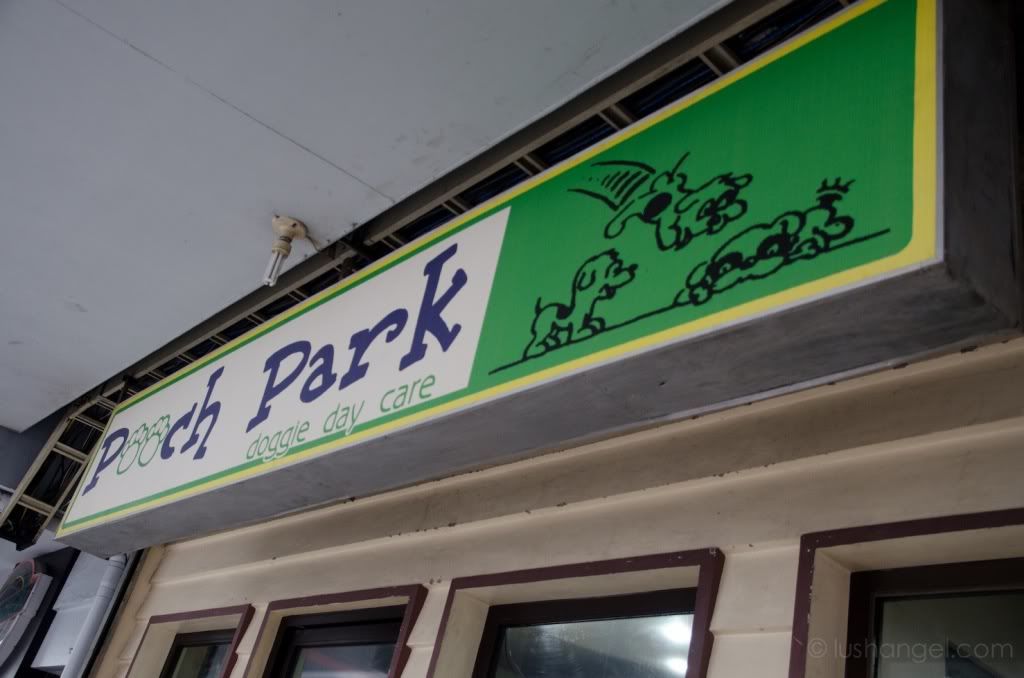 Pooch Park
doggie day care
© lushangel.com